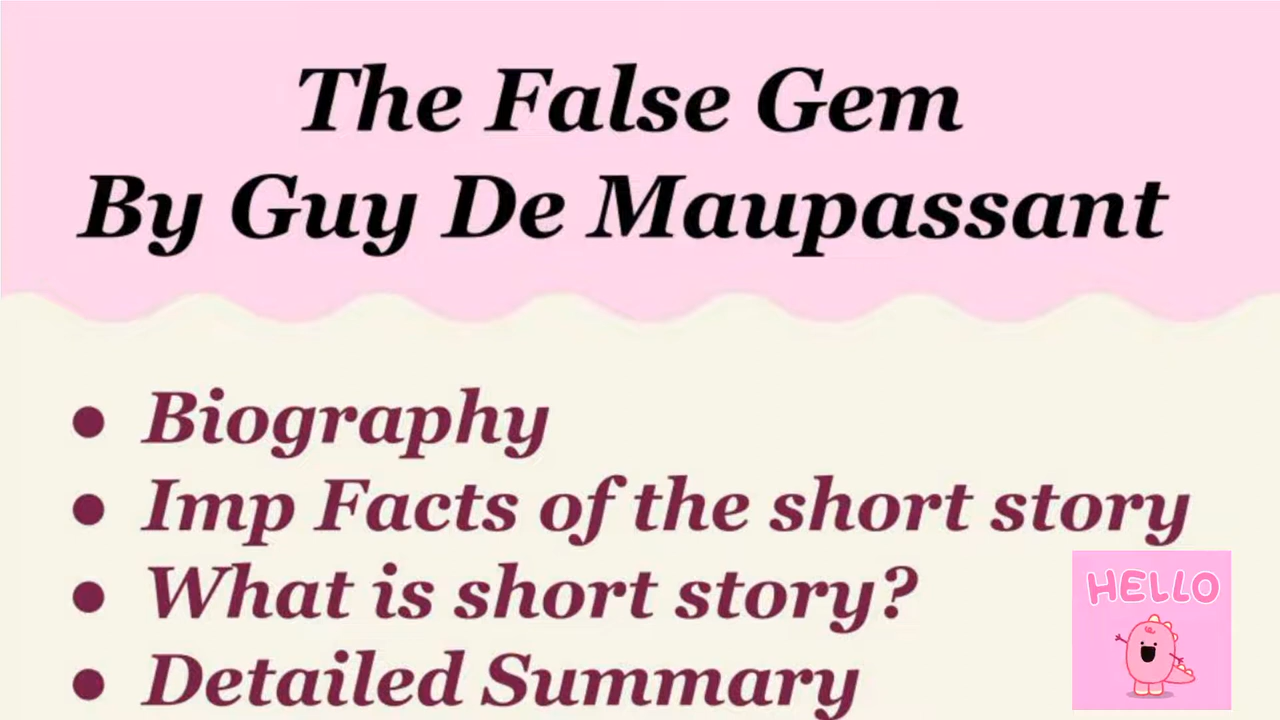 The False Gem
By Guy De Maupassant
● Biography
● Imp Facts of the short story
● What is short story?
● Detailed Summary
HELLO